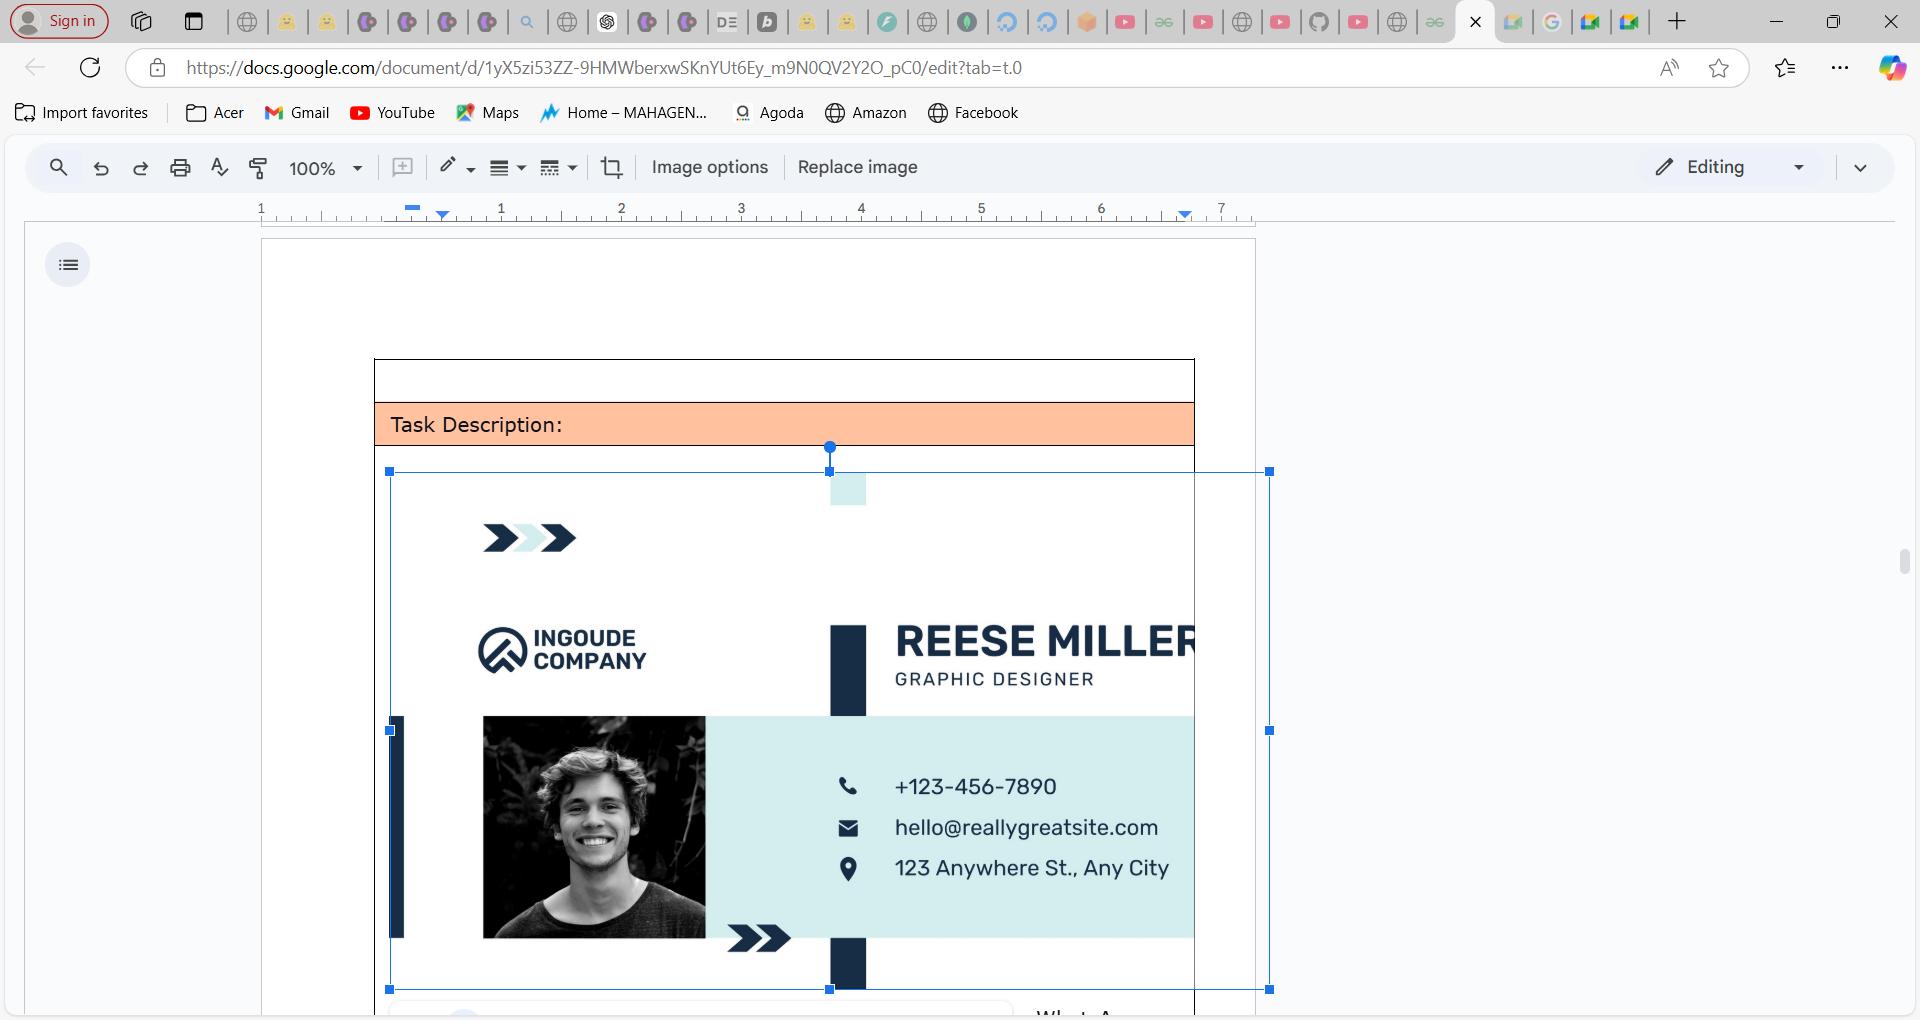 Sign in
https://docs.google.com/document/d/1yX5zi53ZZ-9HMWberxwSKnYUt6Ey_m9N0QV2Y2O_pC0/edit?tab=t.0
Import favorites Acer Gmail YouTube Maps Home – MAHAGEN... Agoda Amazon Facebook
100% Image options Replace image Editing
1 1 2 3 4 5 6 7
Task Description:
INGOUDE
COMPANY
REESE MILLER
GRAPHIC DESIGNER
+123-456-7890
hello@reallygreatsite.com
123 Anywhere St., Any City